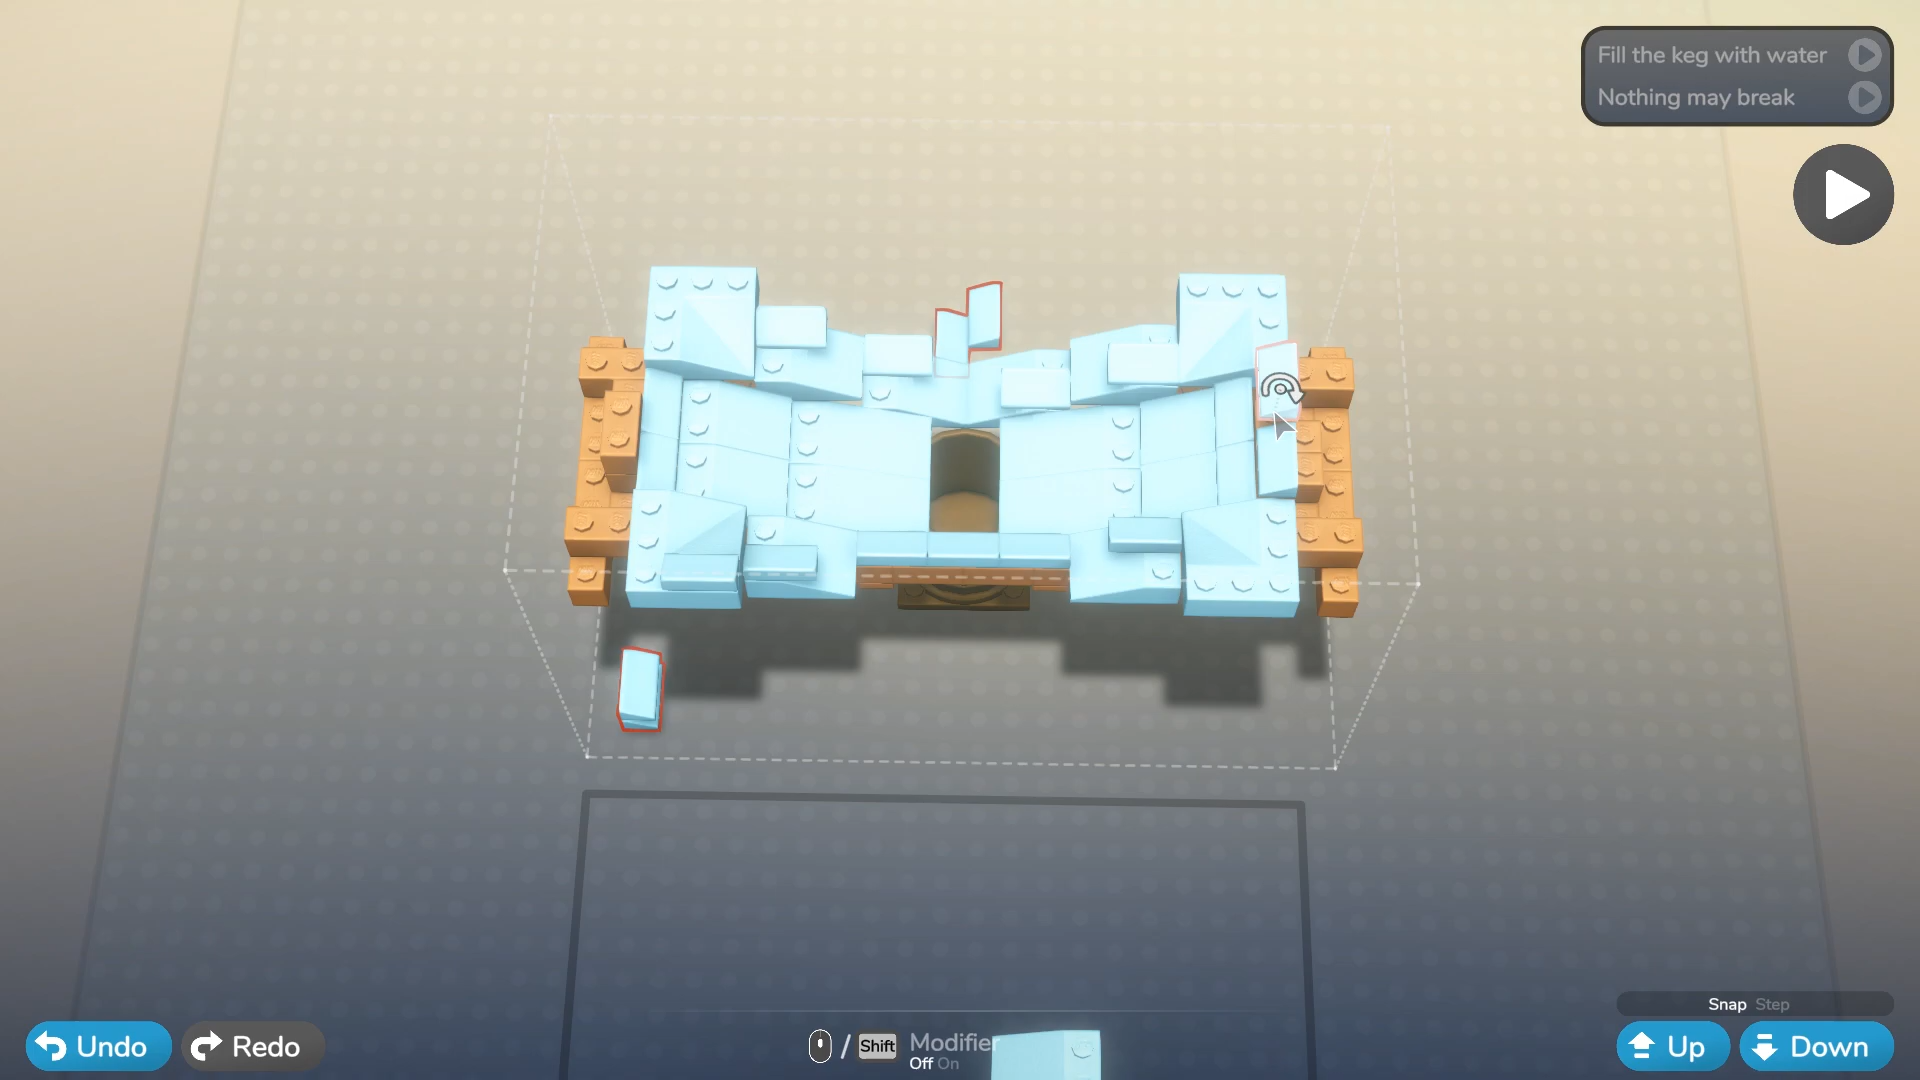 Fill the keg with water
Nothing may break
Snap Step
Undo
Redo
/ Shift Modifier
Off On
Up
Down